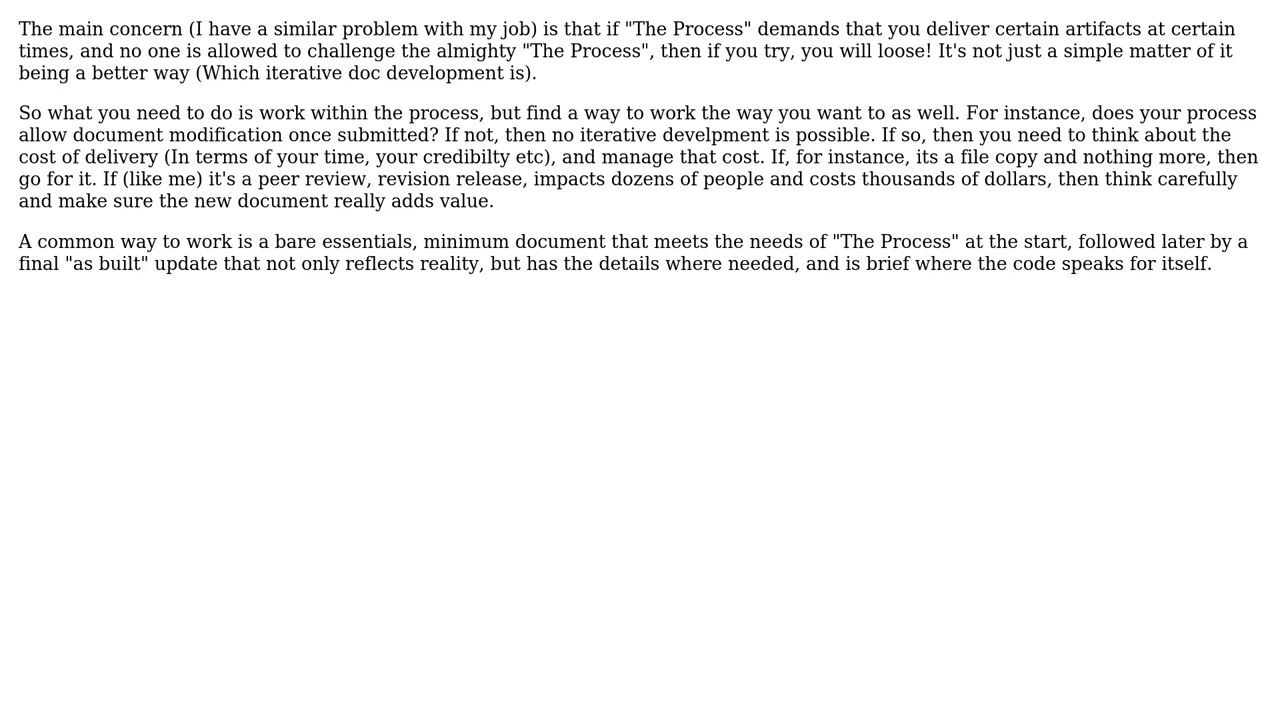 The main concern (I have a similar problem with my job) is that if "The Process" demands that you deliver certain artifacts at certain
times, and no one is allowed to challenge the almighty "The Process", then if you try, you will loose! It's not just a simple matter of it
being a better way (Which iterative doc development is).
So what you need to do is work within the process, but find a way to work the way you want to as well. For instance, does your process
allow document modification once submitted? If not, then no iterative develpment is possible. If so, then you need to think about the
cost of delivery (In terms of your time, your credibilty etc), and manage that cost. If, for instance, its a file copy and nothing more, then
go for it. If (like me) it's a peer review, revision release, impacts dozens of people and costs thousands of dollars, then think carefully
and make sure the new document really adds value.
A common way to work is a bare essentials, minimum document that meets the needs of "The Process" at the start, followed later by a
final "as built" update that not only reflects reality, but has the details where needed, and is brief where the code speaks for itself.